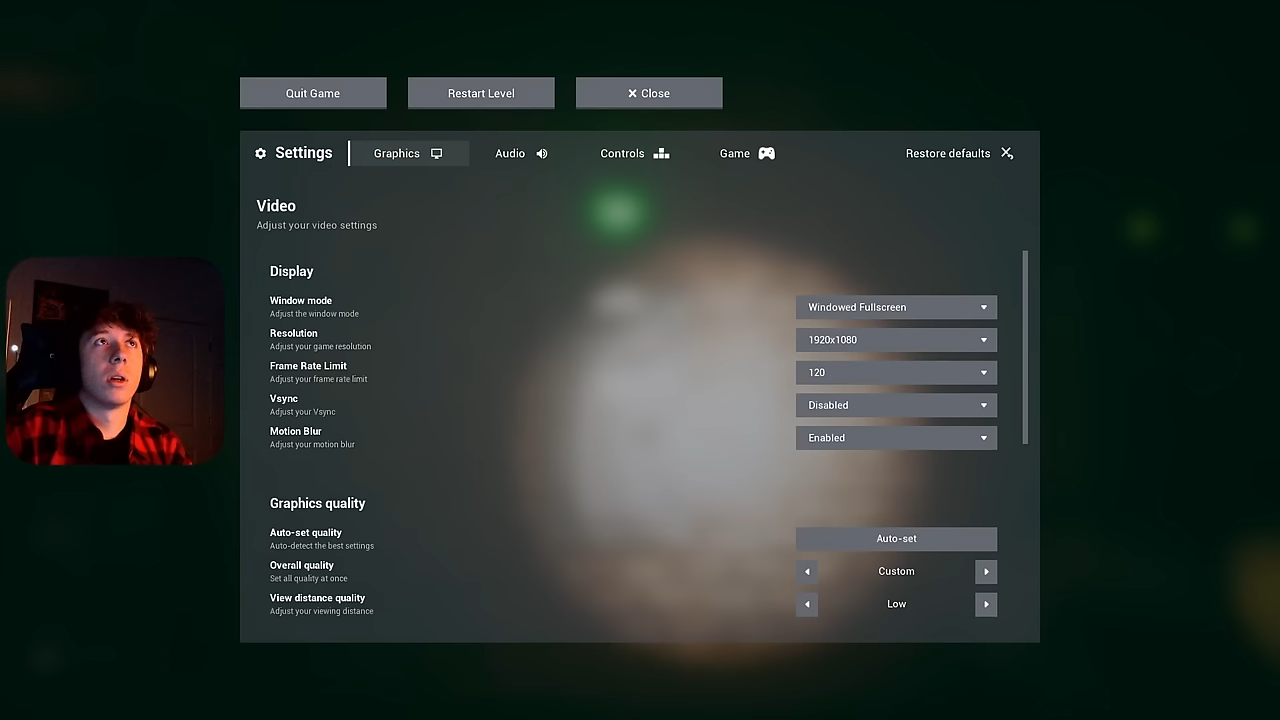 Quit Game
Restart Level
Close
Settings
Graphics
Audio
Controls
Game
Restore defaults
Video
Adjust your video settings
Display
Window mode
Adjust the window mode
Windowed Fullscreen
Resolution
Adjust your game resolution
1920x1080
Frame Rate Limit
Adjust your frame rate limit
120
Vsync
Adjust your Vsync
Disabled
Motion Blur
Adjust your motion blur
Enabled
Graphics quality
Auto-set quality
Auto-detect the best settings
Auto-set
Overall quality
Set all quality at once
Custom
View distance quality
Adjust your viewing distance
Low